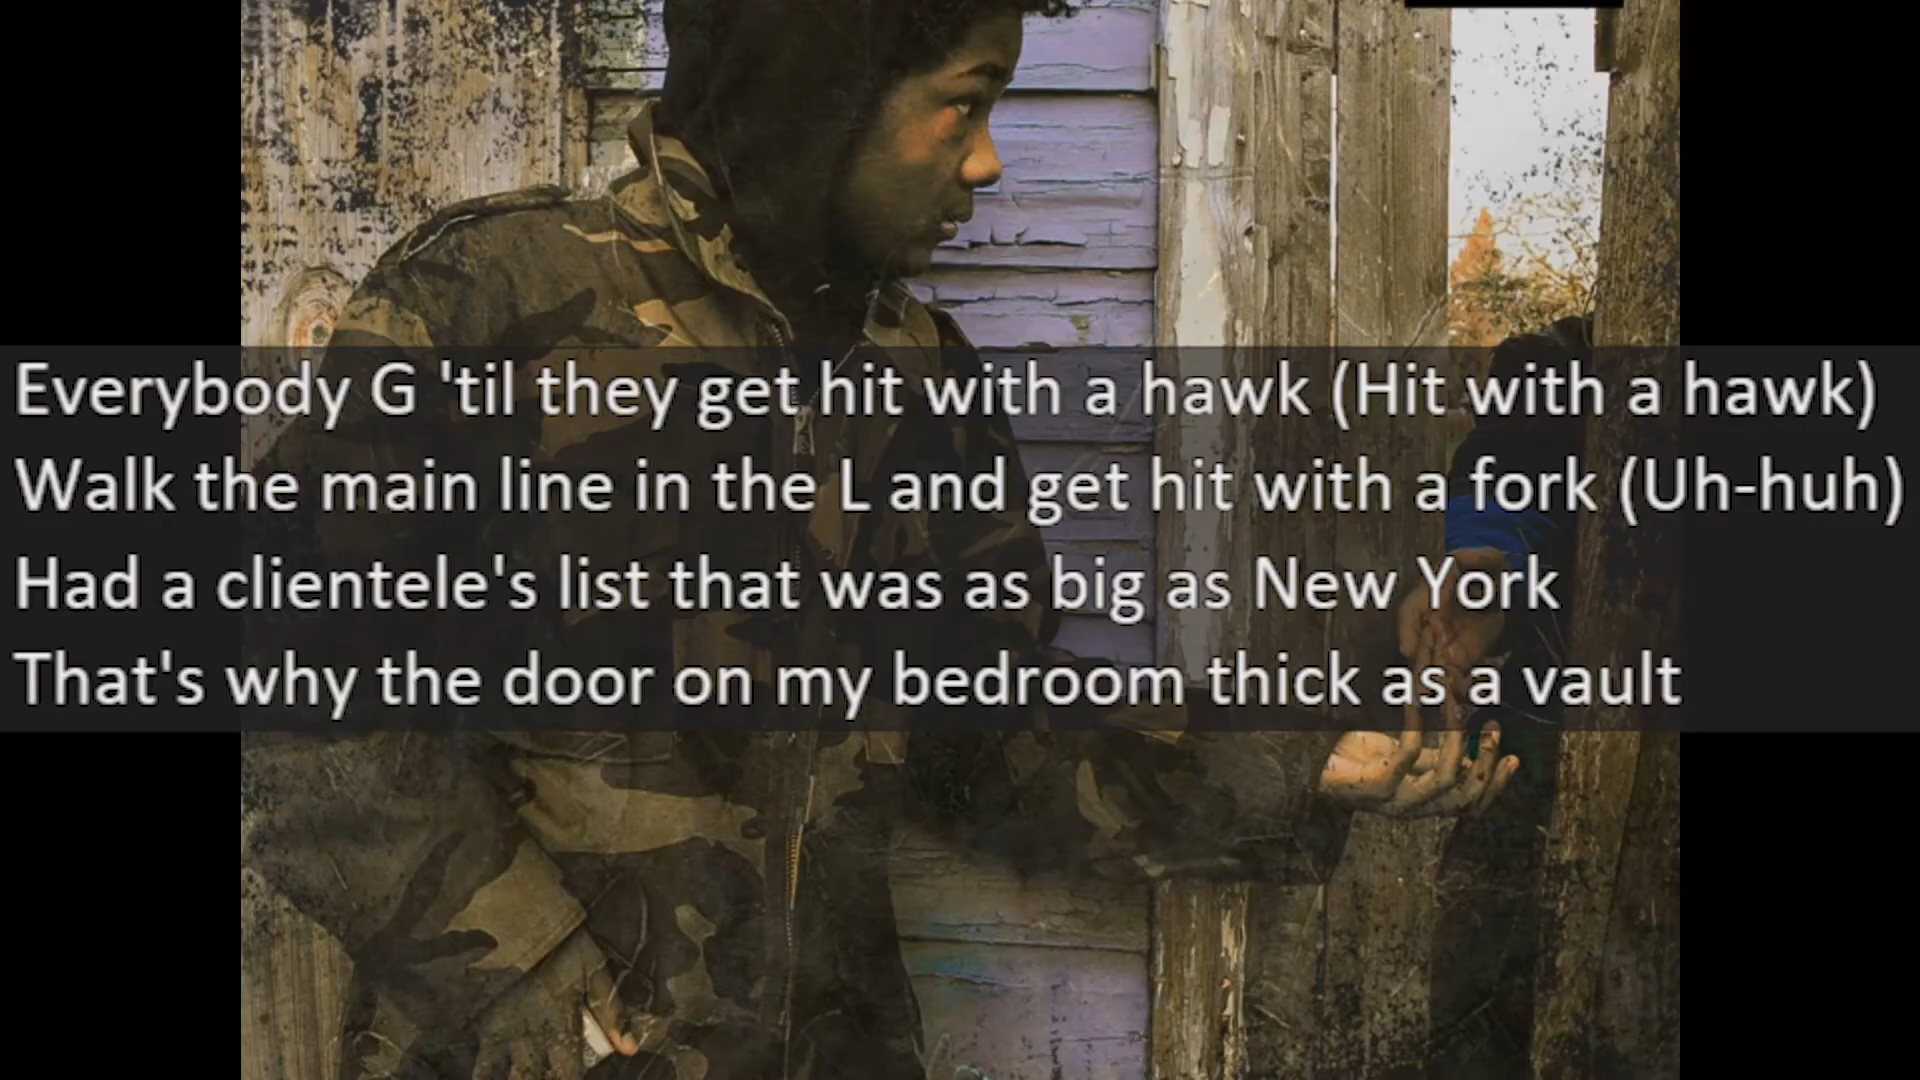 Everybody G 'til they get hit with a hawk (Hit with a hawk)
Walk the main line in the L and get hit with a fork (Uh-huh)
Had a clientele's list that was as big as New York
That's why the door on my bedroom thick as a vault